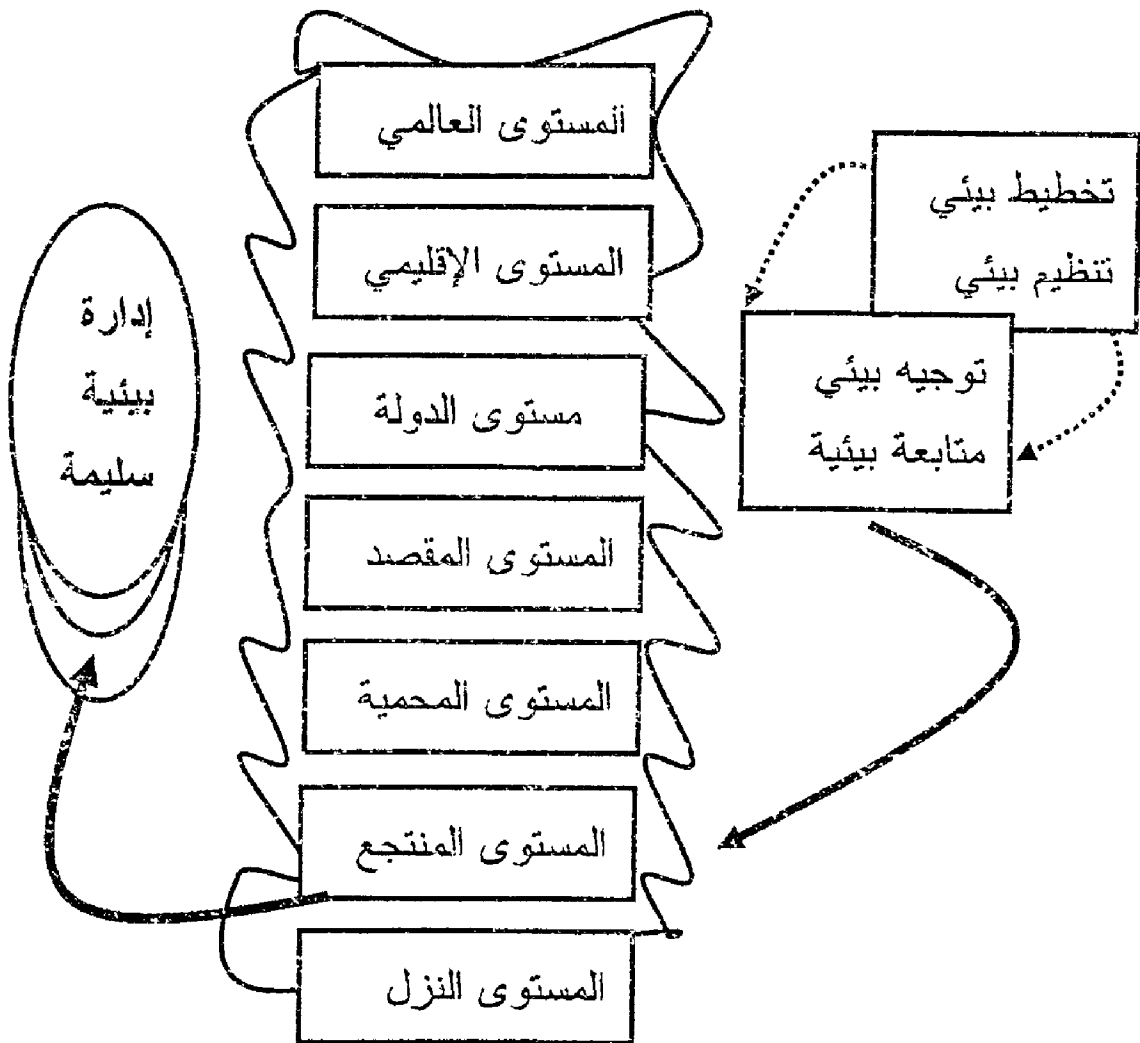 المستوى العالمي
المستوى الإقليمي
مستوى الدولة
المستوى المقصد
المستوى المحمية
المستوى المنتجع
المستوى النزل
تخطيط بيئي
تنظيم بيئي
توجيه بيئي
متابعة بيئية
إدارة
بيئية
سليمة